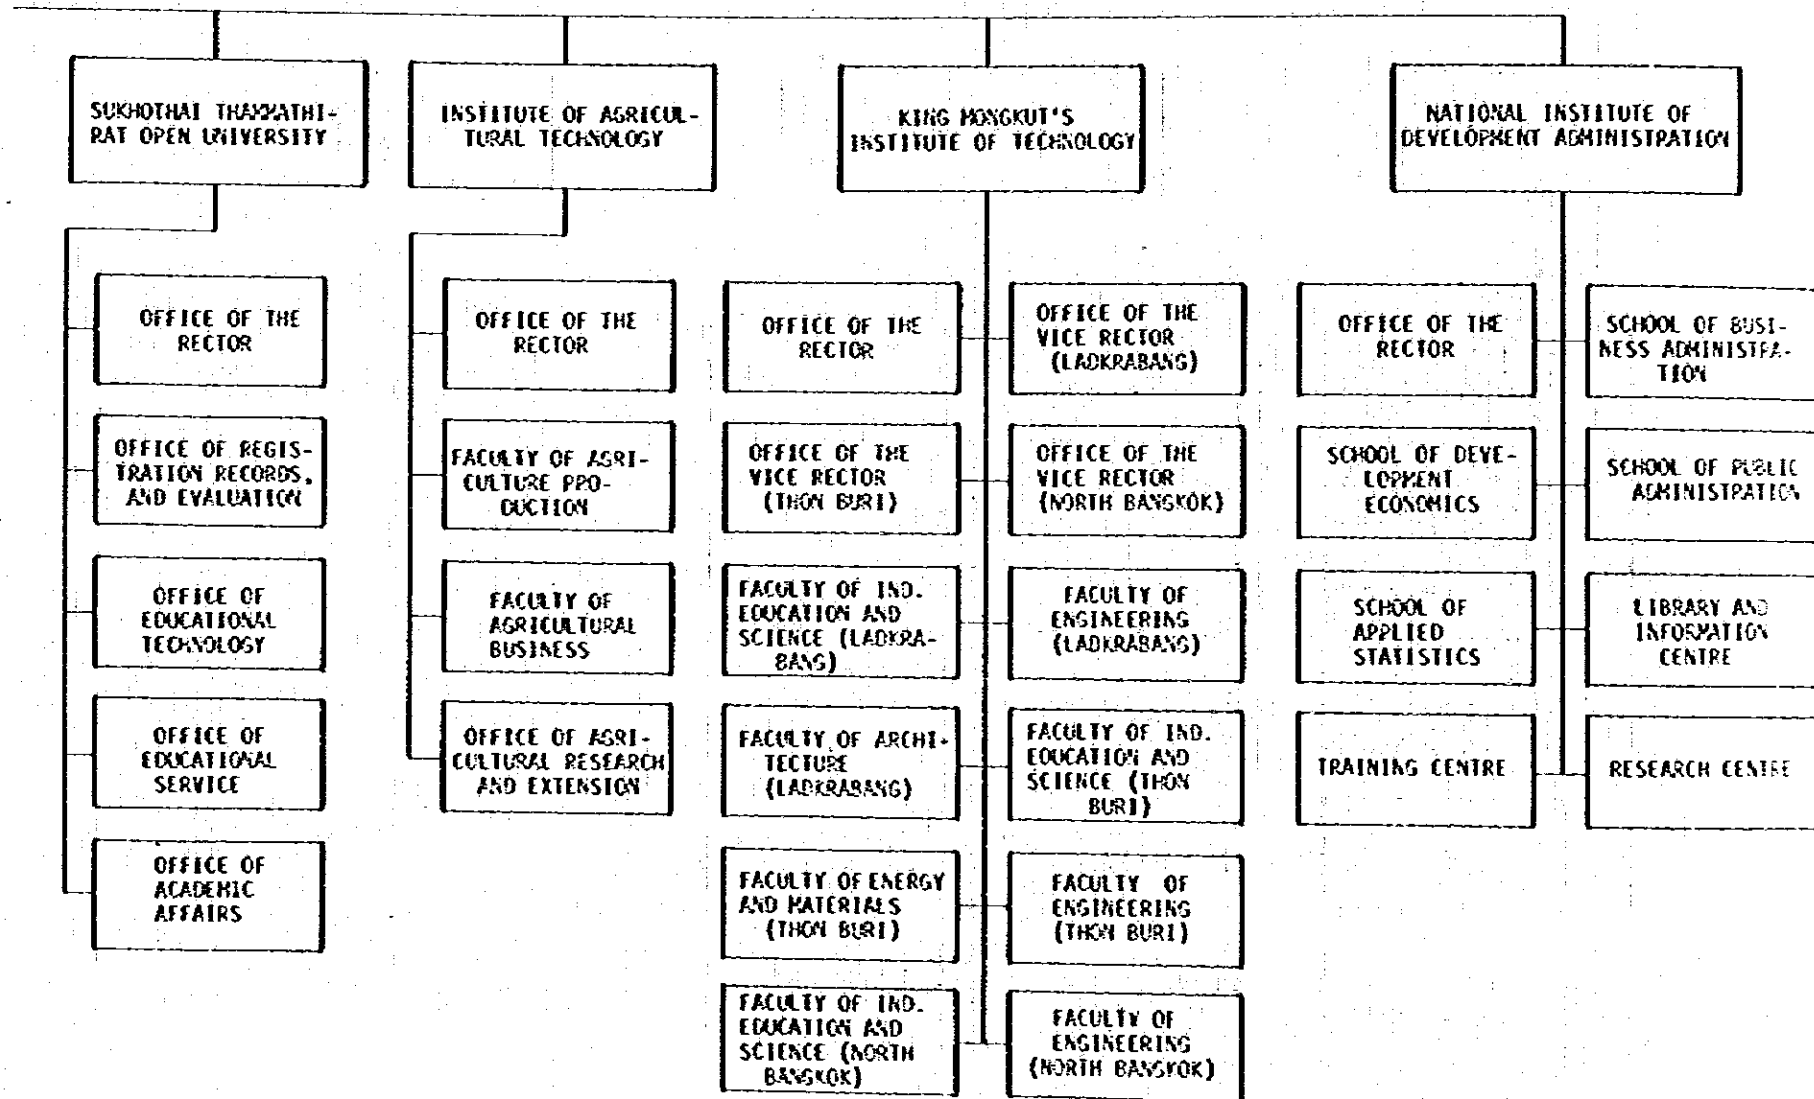 SUKHOTHAI THAMMATHI-
RAT OPEN UNIVERSITY
INSTITUTE OF AGRICUL-
TURAL TECHNOLOGY
KING MONGKUT'S
INSTITUTE OF TECHNOLOGY
NATIONAL INSTITUTE OF
DEVELOPMENT ADMINISTRATION
OFFICE OF THE
RECTOR
OFFICE OF REGIS-
TRATION RECORDS,
AND EVALUATION
OFFICE OF
EDUCATIONAL
TECHNOLOGY
OFFICE OF
EDUCATIONAL
SERVICE
OFFICE OF
ACADEMIC
AFFAIRS
OFFICE OF THE
RECTOR
FACULTY OF AGRI-
CULTURE PRO-
DUCTION
FACULTY OF
AGRICULTURAL
BUSINESS
OFFICE OF AGRI-
CULTURAL RESEARCH
AND EXTENSION
OFFICE OF THE
RECTOR
OFFICE OF THE
VICE RECTOR
(LADKRABANG)
OFFICE OF THE
VICE RECTOR
(THON BURI)
OFFICE OF THE
VICE RECTOR
(NORTH BANGKOK)
FACULTY OF IND.
EDUCATION AND
SCIENCE (LADKRA-
BANG)
FACULTY OF
ENGINEERING
(LADKRABANG)
FACULTY OF ARCHI-
TECTURE
(LADKRABANG)
FACULTY OF IND.
EDUCATION AND
SCIENCE (THON
BURI)
FACULTY OF ENERGY
AND MATERIALS
(THON BURI)
FACULTY OF
ENGINEERING
(THON BURI)
FACULTY OF IND.
EDUCATION AND
SCIENCE (NORTH
BANGKOK)
FACULTY OF
ENGINEERING
(NORTH BANGKOK)
OFFICE OF THE
RECTOR
SCHOOL OF BUSI-
NESS ADMINISTRA-
TION
SCHOOL OF DEVE-
LOPMENT
ECONOMICS
SCHOOL OF PUBLIC
ADMINISTRATION
SCHOOL OF
APPLIED
STATISTICS
LIBRARY AND
INFORMATION
CENTRE
TRAINING CENTRE
RESEARCH CENTRE